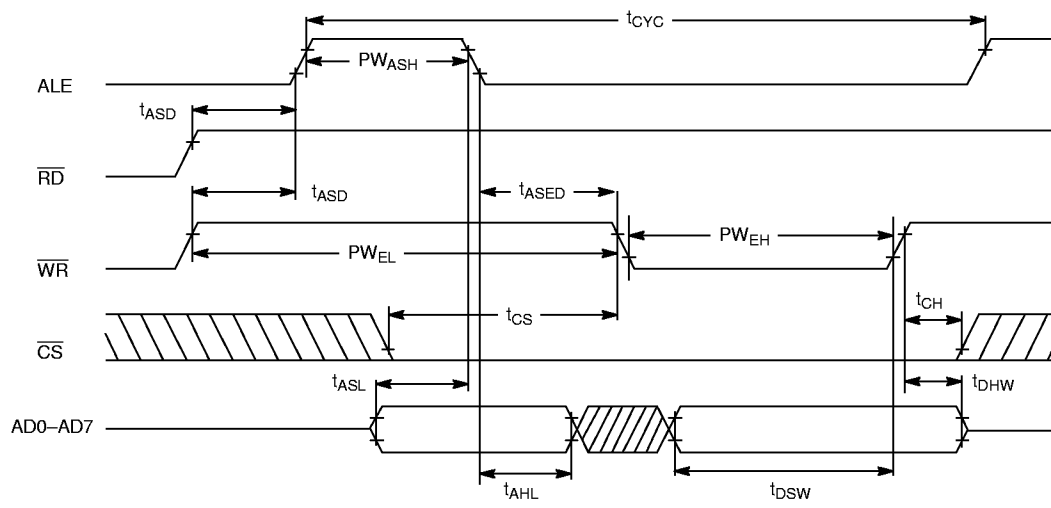 tCYC
ALE
PWASH
tASD
RD
tASD
tASED
WR
PWEL
PWEH
CS
tCS
tCH
tASL
tDHW
AD0–AD7
tAHL
tDSW